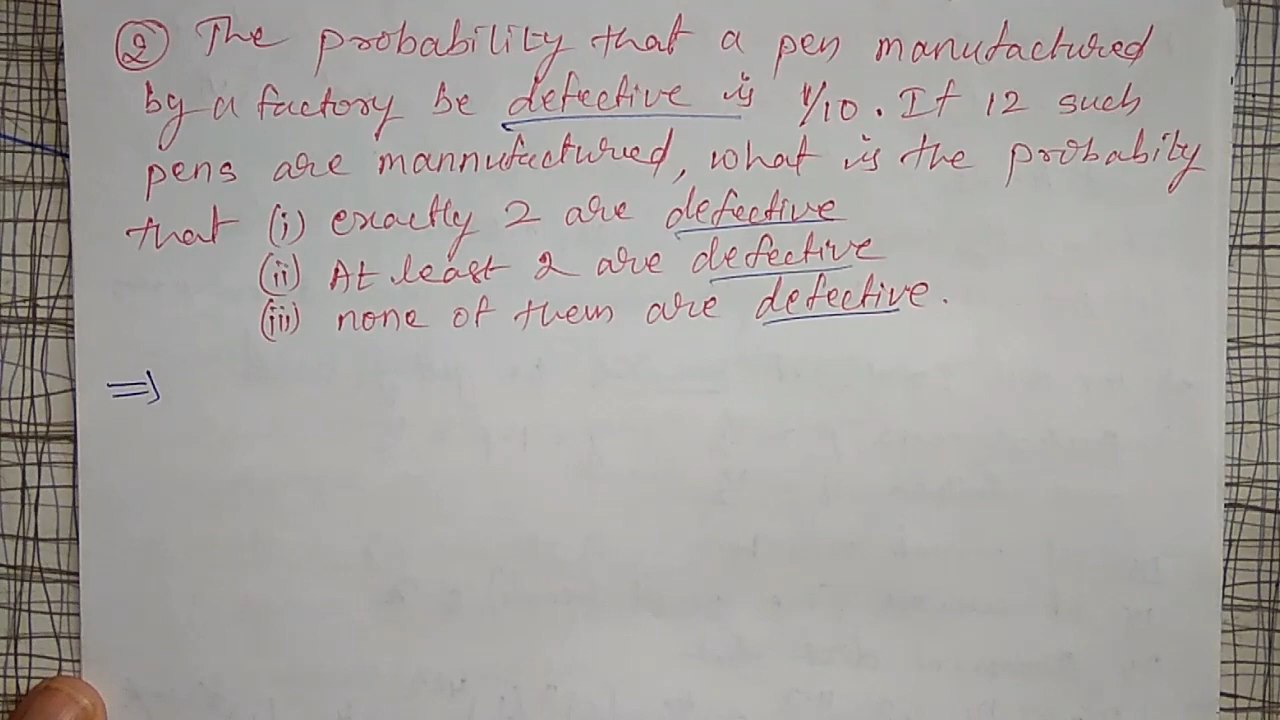 ② The probability that a pen manufactured
by a factory be defective is 1/10. If 12 such
pens are mannufactured, what is the probabity
that (i) exactly 2 are defective
(ii) At least 2 are defective
(iii) none of them are defective.
⇒